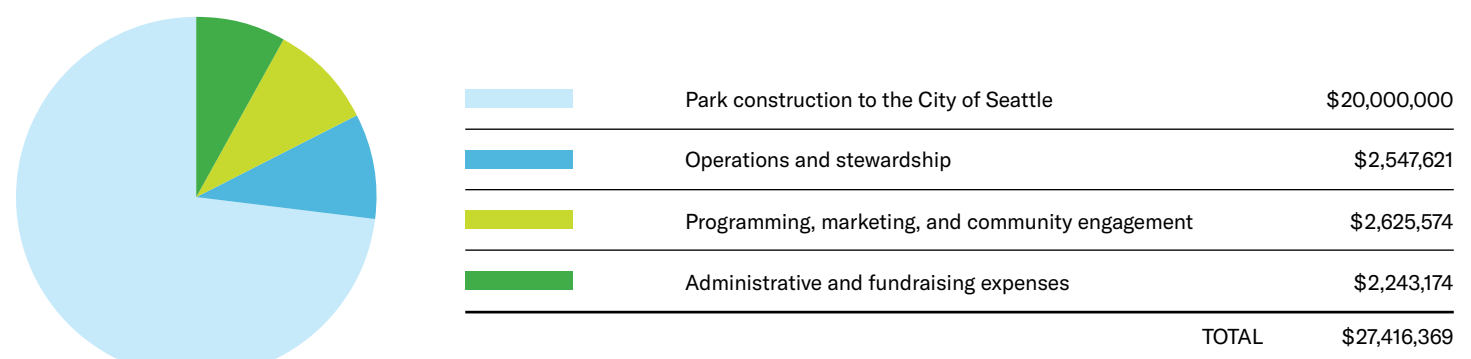 Park construction to the City of Seattle $20,000,000
Operations and stewardship $2,547,621
Programming, marketing, and community engagement $2,625,574
Administrative and fundraising expenses $2,243,174
TOTAL $27,416,369